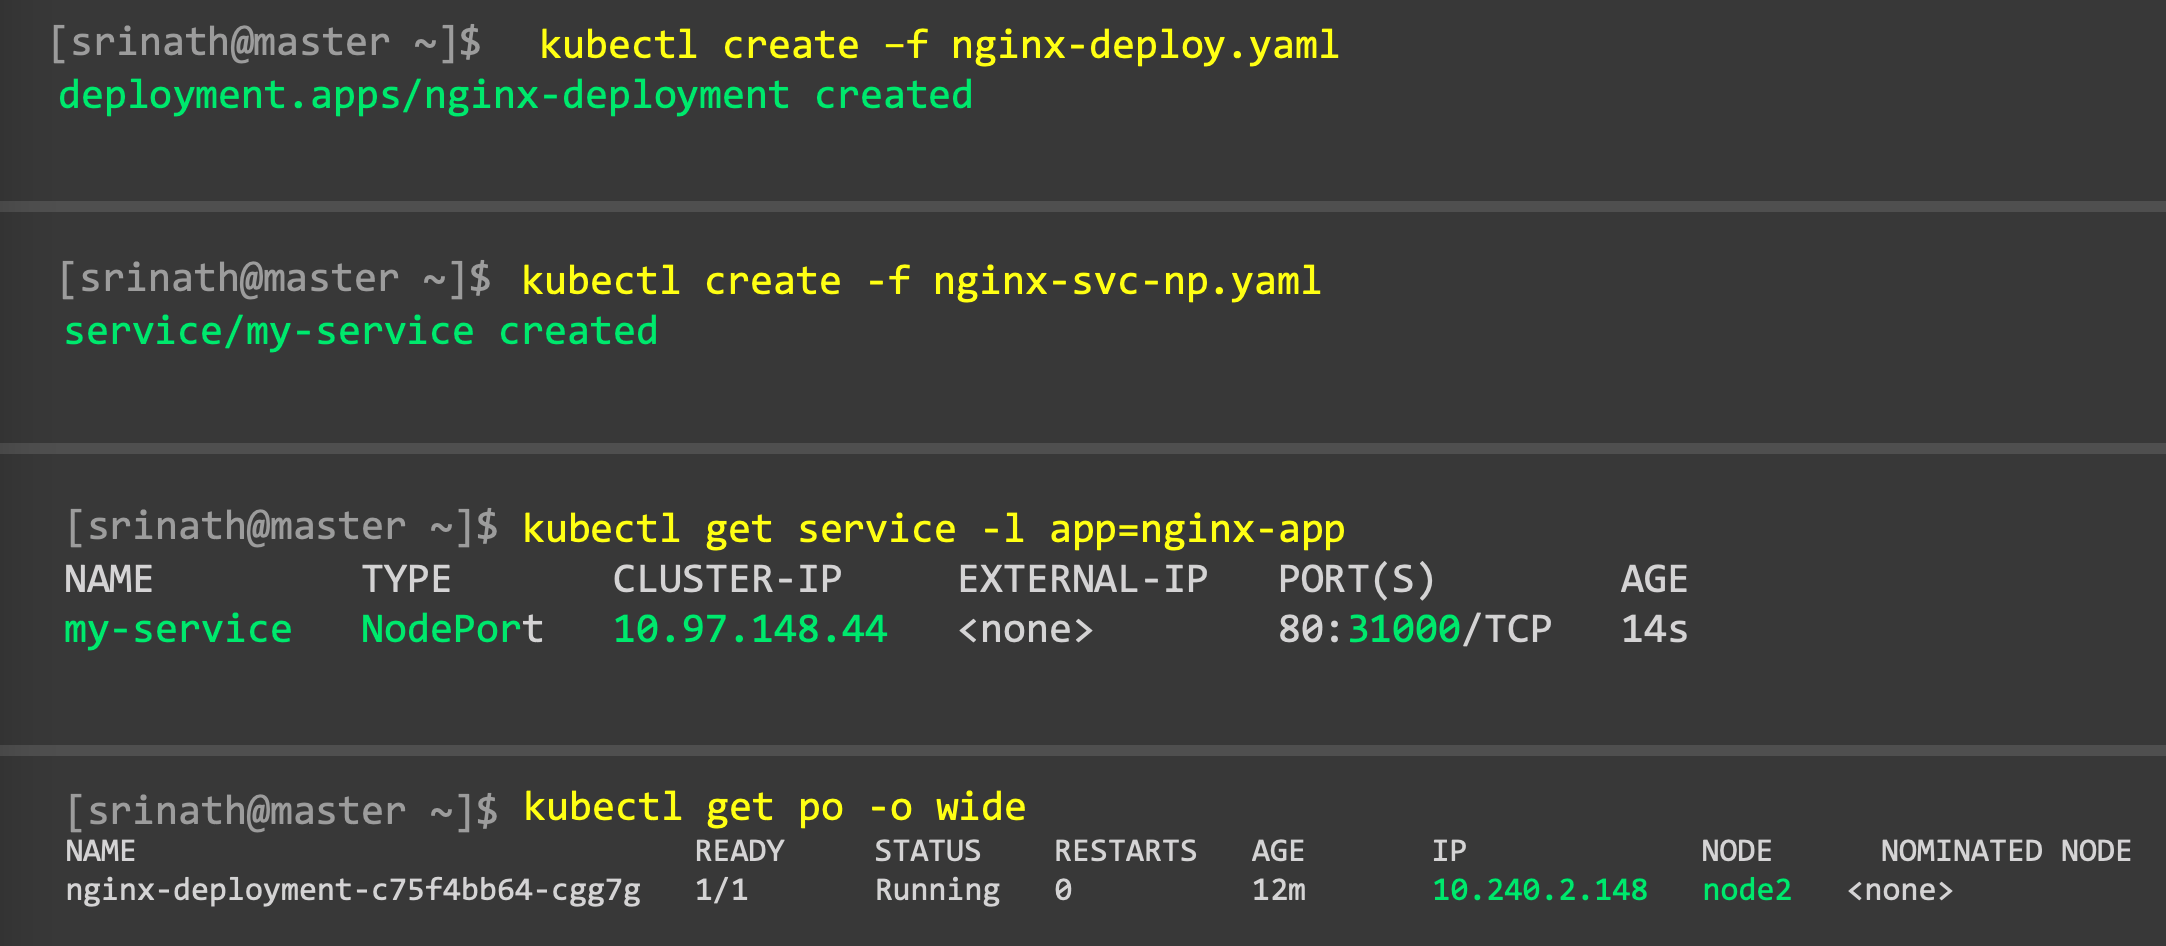 [srinath@master ~]$ kubectl create –f nginx-deploy.yaml
deployment.apps/nginx-deployment created
[srinath@master ~]$ kubectl create -f nginx-svc-np.yaml
service/my-service created
[srinath@master ~]$ kubectl get service -l app=nginx-app
NAME TYPE CLUSTER-IP EXTERNAL-IP PORT(S) AGE
my-service NodePort 10.97.148.44 <none> 80:31000/TCP 14s
[srinath@master ~]$ kubectl get po -o wide
NAME READY STATUS RESTARTS AGE IP NODE NOMINATED NODE
nginx-deployment-c75f4bb64-cgg7g 1/1 Running 0 12m 10.240.2.148 node2 <none>